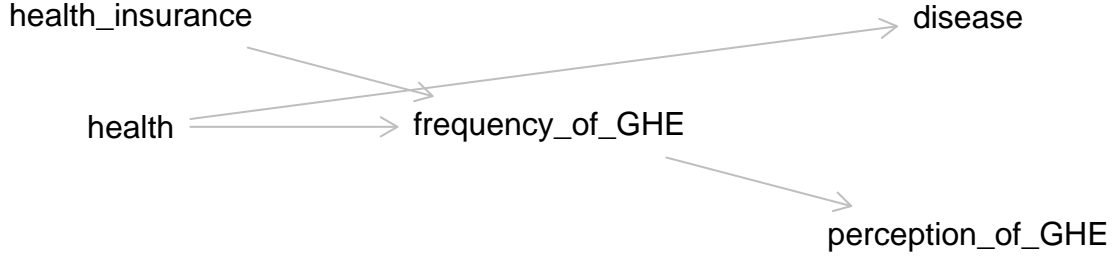 health_insurance
disease
health
frequency_of_GHE
perception_of_GHE